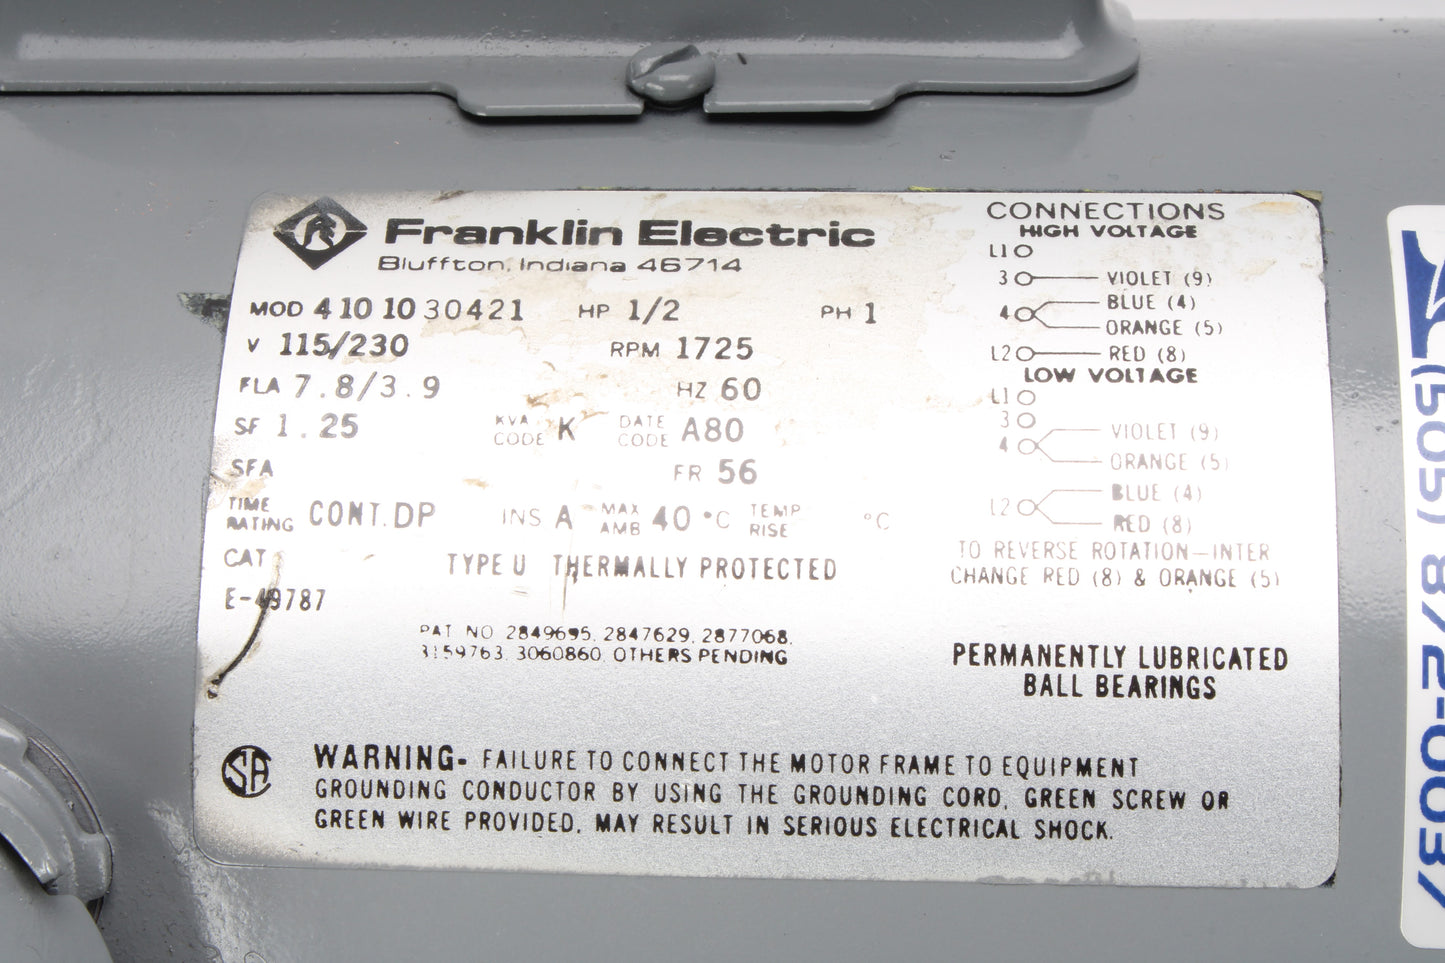 Franklin Electric
Bluffton, Indiana 46714
MOD 4101030421 HP 1/2 PH 1
V 115/230 RPM 1725
FLA 7.8/3.9 HZ 60
SF 1.25 KVA CODE K DATE CODE A80
SFA FR 56
TIME RATING CONT. DP INS A MAX AMB 40 °C TEMP RISE °C
CAT TYPE U THERMALLY PROTECTED
E-49787
PAT NO 2849695, 2847629, 2877068,
3159763, 3060860, OTHERS PENDING
CONNECTIONS
HIGH VOLTAGE
L1
3 VIOLET (9)
4 BLUE (4)
ORANGE (5)
L2 RED (8)
LOW VOLTAGE
L1
3
4 VIOLET (9)
ORANGE (5)
L2 BLUE (4)
RED (8)
TO REVERSE ROTATION-INTER
CHANGE RED (8) & ORANGE (5)
PERMANENTLY LUBRICATED
BALL BEARINGS
SA WARNING- FAILURE TO CONNECT THE MOTOR FRAME TO EQUIPMENT
GROUNDING CONDUCTOR BY USING THE GROUNDING CORD, GREEN SCREW OR
GREEN WIRE PROVIDED, MAY RESULT IN SERIOUS ELECTRICAL SHOCK.
(505) 872-0037